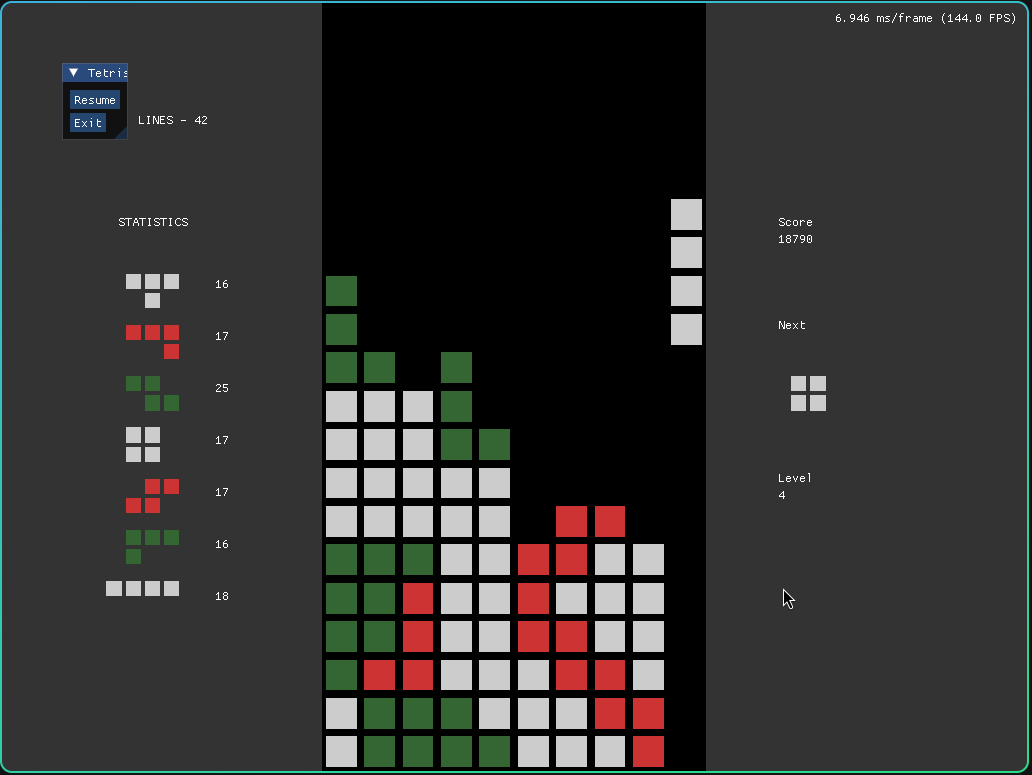 6.946 ms/frame (144.0 FPS)
▼ Tetris
Resume
Exit
LINES - 42
STATISTICS
16
17
25
17
17
16
18
Score
18790
Next
Level
4